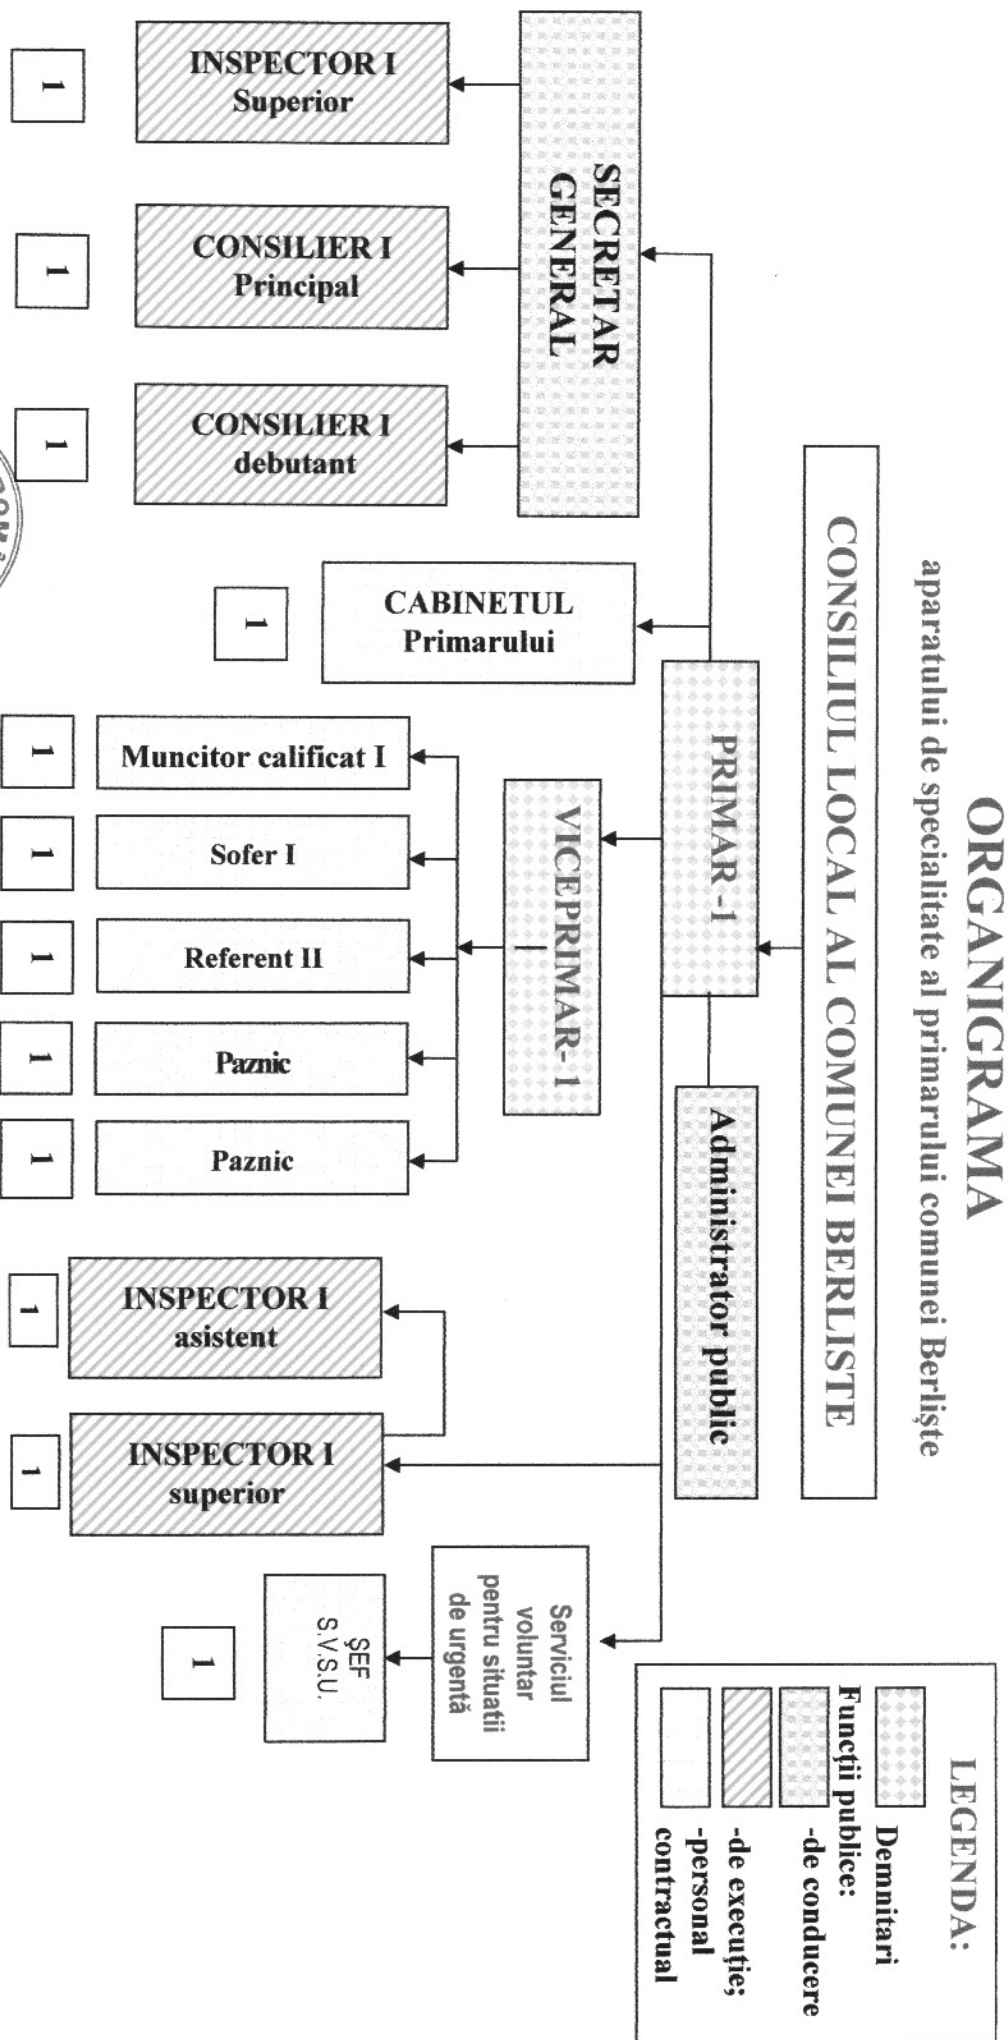 ORGANIGRAMA
aparatului de specialitate al primarului comunei Berliște
CONSILIUL LOCAL AL COMUNEI BERLISTE
LEGENDA:
Demnitari
Funcții publice:
-de conducere
-de execuție;
-personal
contractual
PRIMAR -1
Administrator public
SECRETAR
GENERAL
CABINETUL
Primarului
1
VICEPRIMAR- 1
Serviciul
voluntar
pentru situatii
de urgentă
ŞEF
S.V.S.U.
1
INSPECTOR I
Superior
1
CONSILIER I
Principal
1
CONSILIER I
debutant
1
Muncitor calificat I
1
Sofer I
1
Referent II
1
Paznic
1
Paznic
1
INSPECTOR I
asistent
1
INSPECTOR I
superior
1